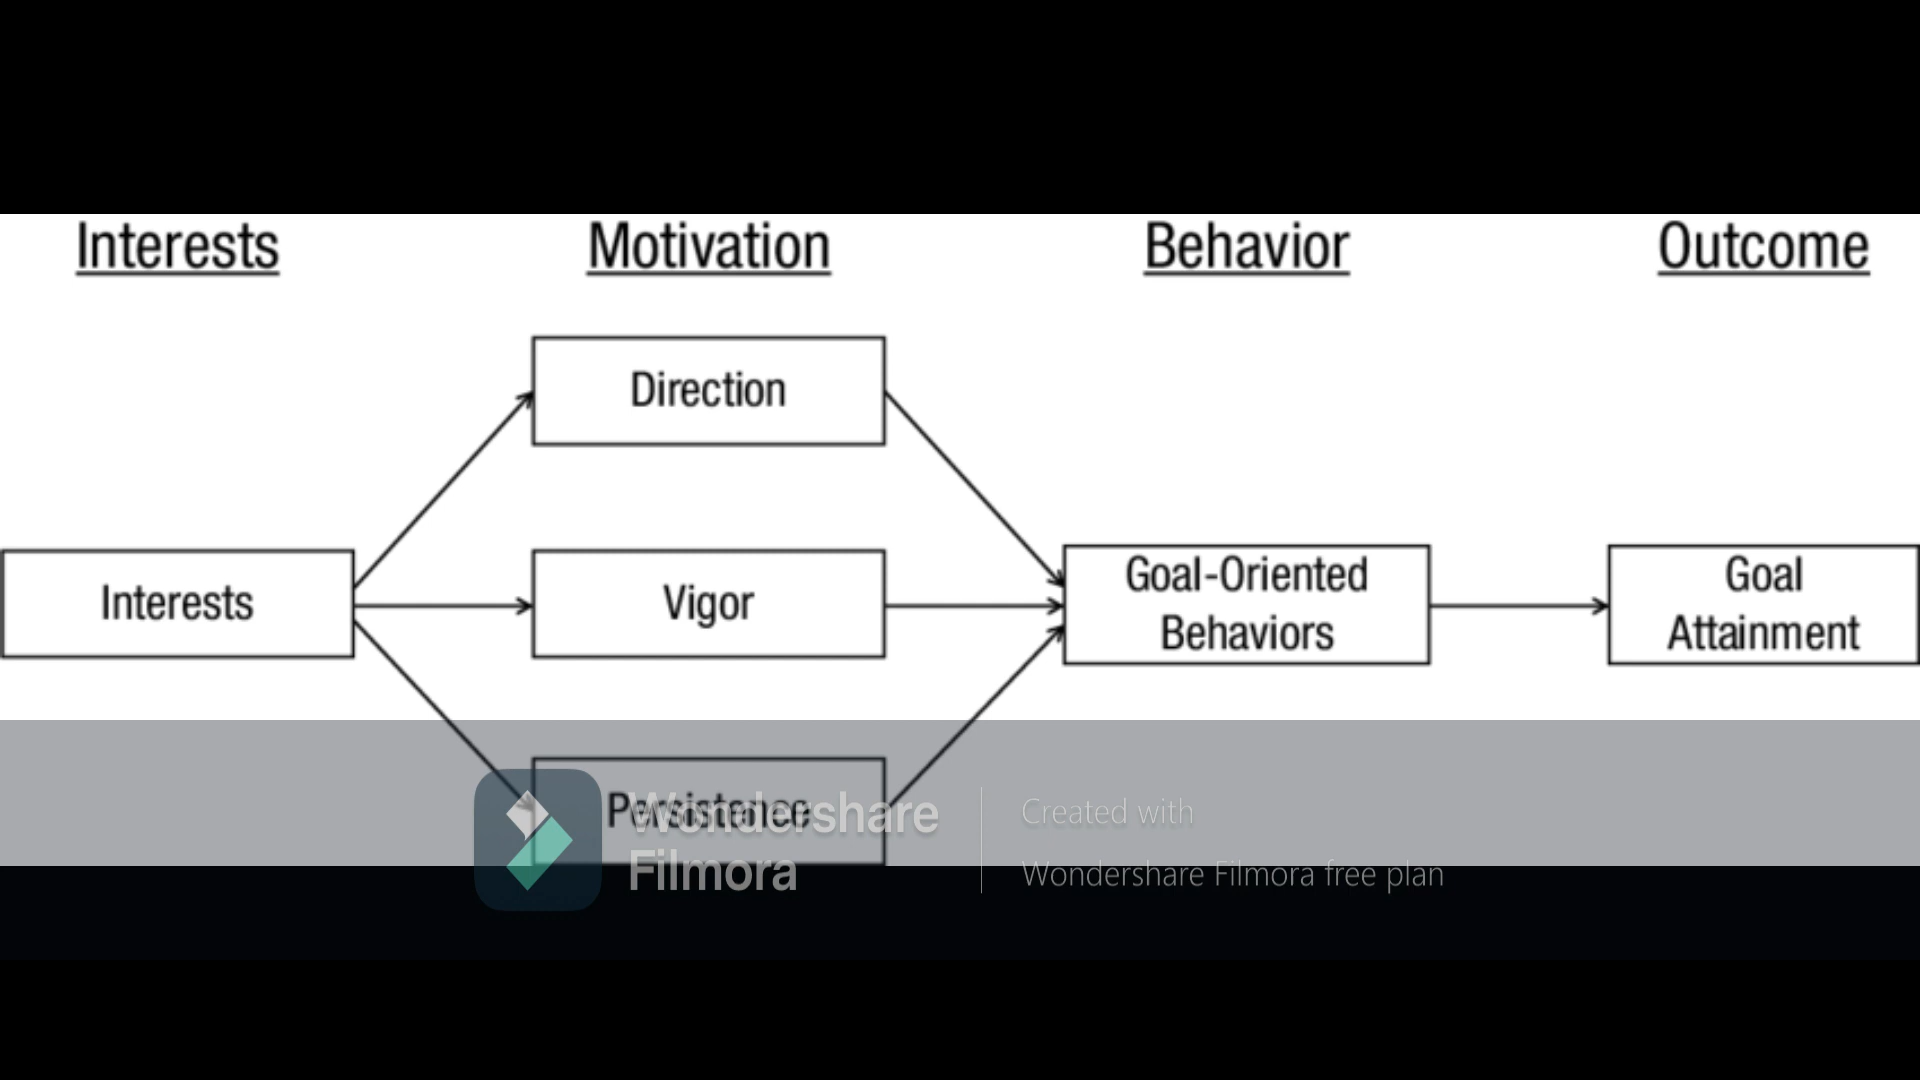 Interests Motivation Behavior Outcome
Direction
Interests
Vigor
Goal-Oriented
Behaviors
Goal
Attainment
Persistence
Wondershare
Filmora
Created with
Wondershare Filmora free plan